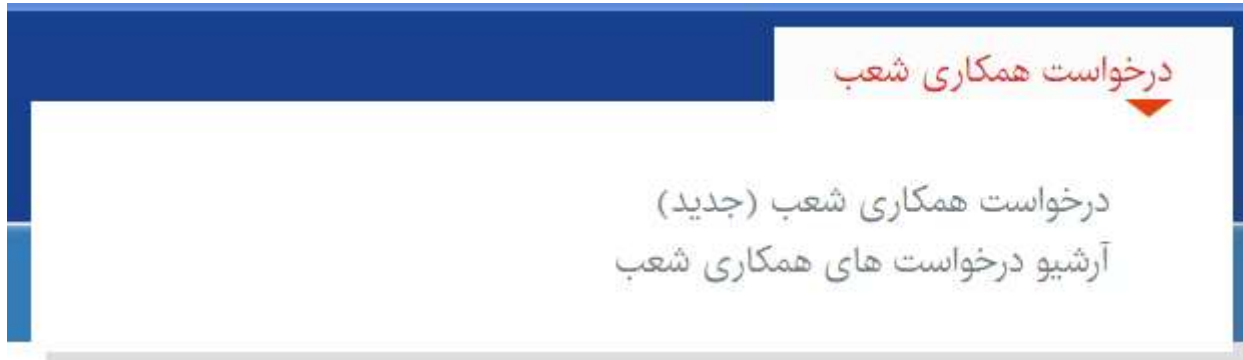 درخواست همکاری شعب
درخواست همکاری شعب (جدید)
آرشیو درخواست های همکاری شعب